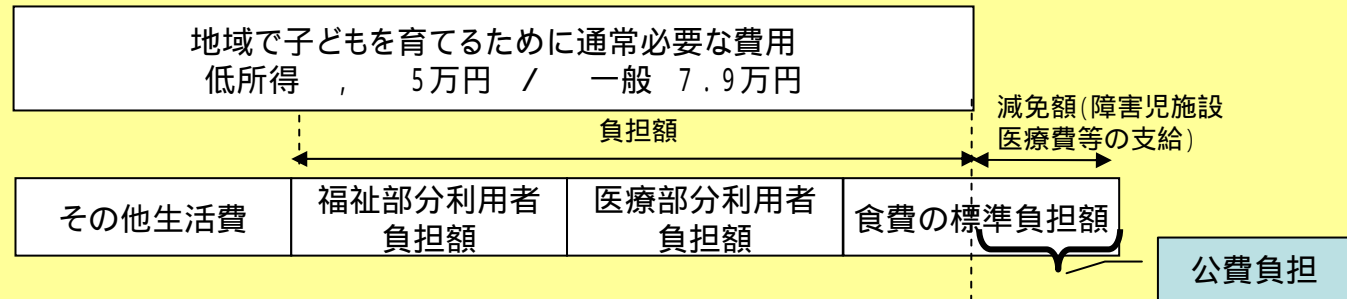 地域で子どもを育てるために通常必要な費用
低所得 , 5万円 / 一般 7.9万円
減免額(障害児施設
医療費等の支給)
負担額
その他生活費
福祉部分利用者
負担額
医療部分利用者
負担額
食費の標準負担額
公費負担